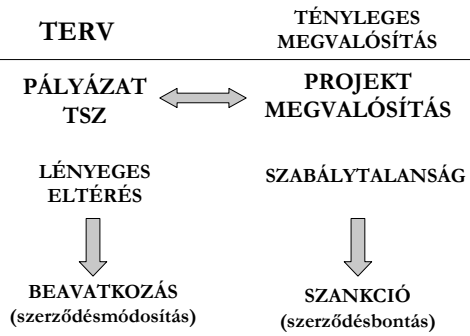 TERV
TÉNYLEGES
MEGVALÓSÍTÁS
PÁLYÁZAT
TSZ
PROJEKT
MEGVALÓSÍTÁS
LÉNYEGES
ELTÉRÉS
SZABÁLYTALANSÁG
BEAVATKOZÁS
(szerződésmódosítás)
SZANKCIÓ
(szerződésbontás)